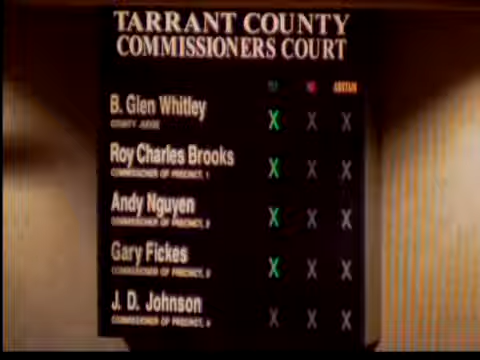 TARRANT COUNTY
COMMISSIONERS COURT
ABSTAIN
B. Glen Whitley X X X
COUNTY JUDGE
Roy Charles Brooks X X X
COMMISSIONER OF PRECINCT, 1
Andy Nguyen X X X
COMMISSIONER OF PRECINCT, 2
Gary Fickes X X X
COMMISSIONER OF PRECINCT, 3
J. D. Johnson X X X
COMMISSIONER OF PRECINCT, 4